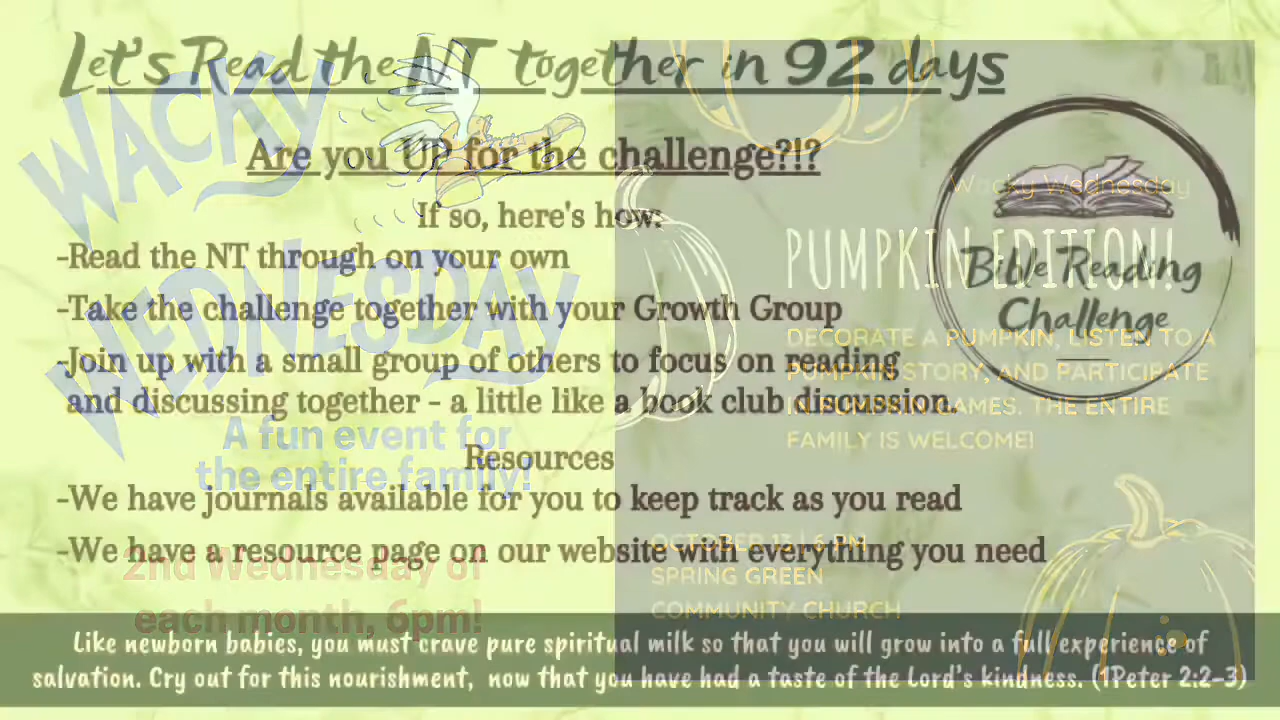 Let's Read the NT together in 92 days
Are you UP for the challenge?!?
If so, here's how:
-Read the NT through on your own
-Take the challenge together with your Growth Group
-Join up with a small group of others to focus on reading
and discussing together - a little like a book club discussion.
Resources
-We have journals available for you to keep track as you read
-We have a resource page on our website with everything you need
Like newborn babies, you must crave pure spiritual milk so that you will grow into a full experience of
salvation. Cry out for this nourishment, now that you have had a taste of the Lord's kindness. (1Peter 2:2-3)
Bible Reading
Challenge
WACKY
WEDNESDAY
A fun event for
the entire family!
2nd Wednesday of
each month, 6pm!
Wacky Wednesday
PUMPKIN EDITION!
DECORATE A PUMPKIN, LISTEN TO A
PUMPKIN STORY, AND PARTICIPATE
IN PUMPKIN GAMES. THE ENTIRE
FAMILY IS WELCOME!
OCTOBER 13 | 6 PM
SPRING GREEN
COMMUNITY CHURCH